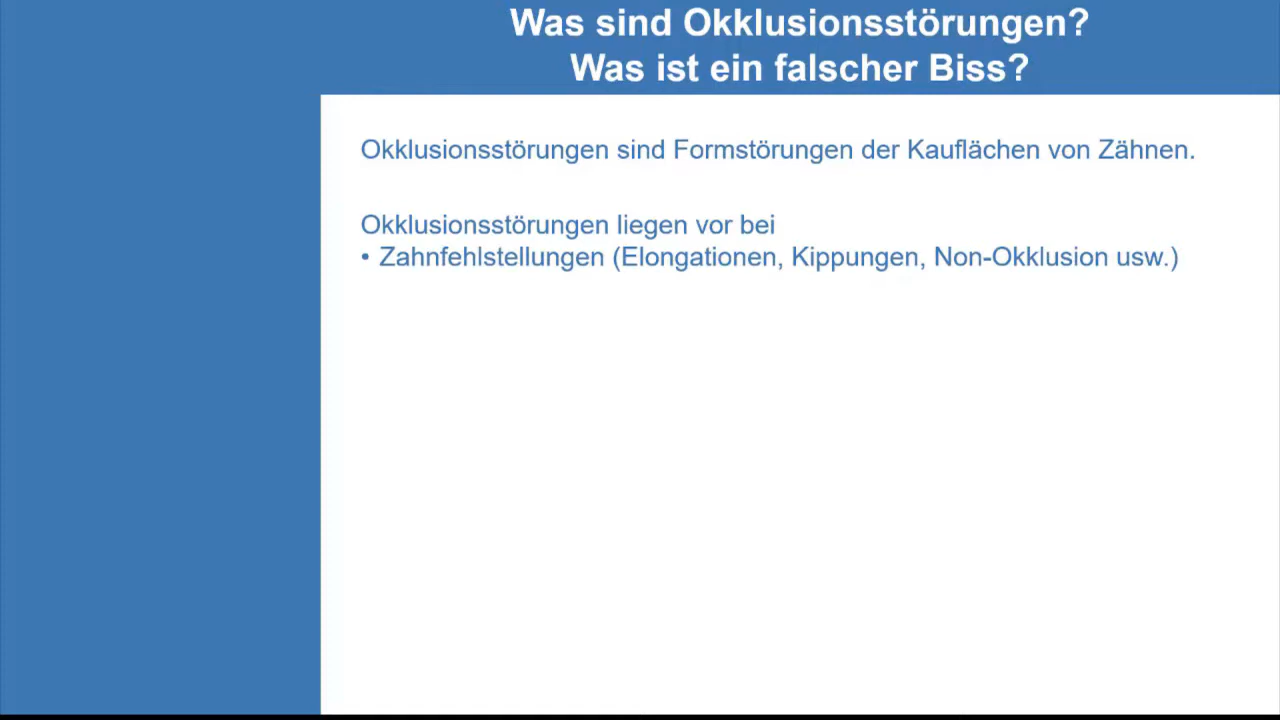 Was sind Okklusionsstörungen?
Was ist ein falscher Biss?
Okklusionsstörungen sind Formstörungen der Kauflächen von Zähnen.
Okklusionsstörungen liegen vor bei
• Zahnfehlstellungen (Elongationen, Kippungen, Non-Okklusion usw.)